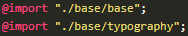 @import "./base/base";
@import "./base/typography";